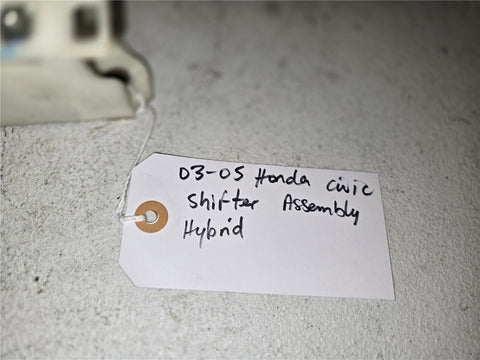 03-05 Honda Civic
Shifter Assembly
Hybrid